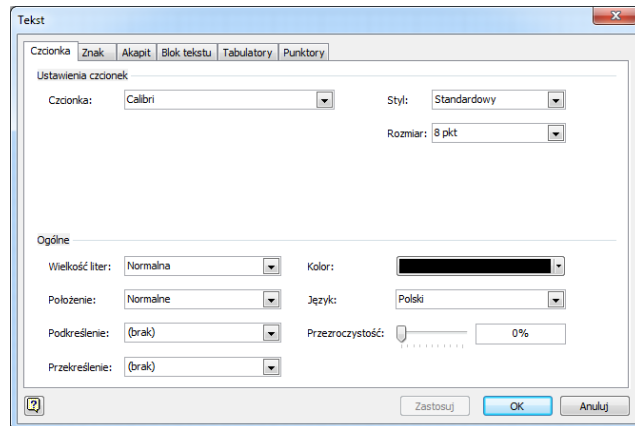 Tekst
Czcionka Znak Akapit Blok tekstu Tabulatory Punktory
Ustawienia czcionek
Czcionka: Calibri Styl: Standardowy
Rozmiar: 8 pkt
Ogólne
Wielkość liter: Normalna Kolor:
Położenie: Normalne Język: Polski
Podkreślenie: (brak) Przezroczystość: 0%
Przekreślenie: (brak)
Zastosuj OK Anuluj